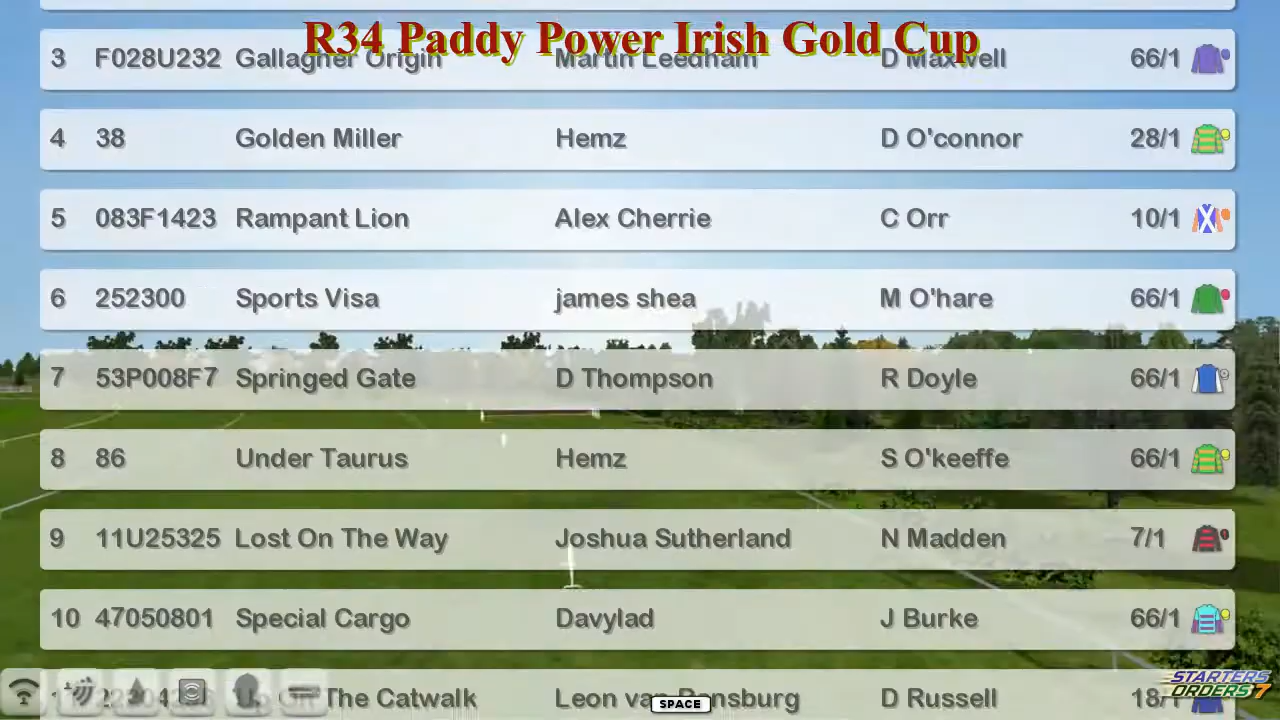 R34 Paddy Power Irish Gold Cup
3 F028U232 Gallagher Origin Martin Leedham D Maxwell 66/1
4 38 Golden Miller Hemz D O'connor 28/1
5 083F1423 Rampant Lion Alex Cherrie C Orr 10/1
6 252300 Sports Visa james shea M O'hare 66/1
7 53P008F7 Springed Gate D Thompson R Doyle 66/1
8 86 Under Taurus Hemz S O'keeffe 66/1
9 11U25325 Lost On The Way Joshua Sutherland N Madden 7/1
10 47050801 Special Cargo Davylad J Burke 66/1
The Catwalk Leon van Rensburg D Russell
SPACE
STARTERS
ORDERS 7